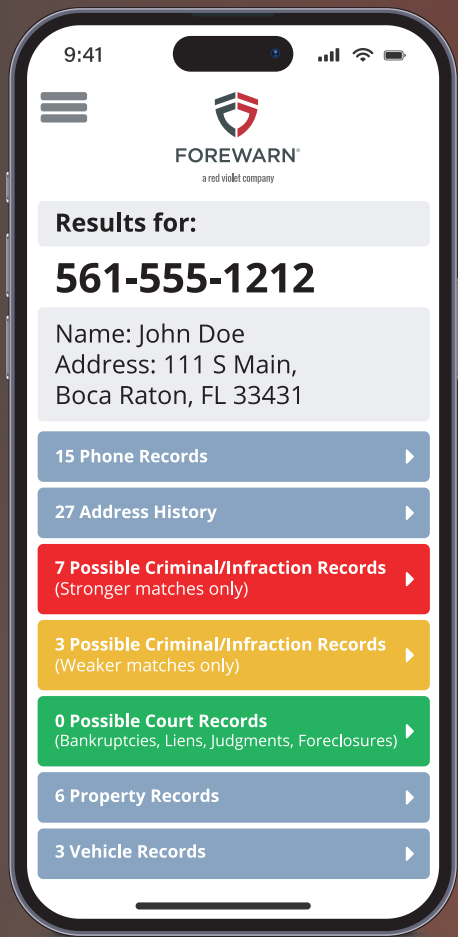 9:41
FOREWARN®
a red violet company
Results for:
561-555-1212
Name: John Doe
Address: 111 S Main,
Boca Raton, FL 33431
15 Phone Records
27 Address History
7 Possible Criminal/Infraction Records
(Stronger matches only)
3 Possible Criminal/Infraction Records
(Weaker matches only)
0 Possible Court Records
(Bankruptcies, Liens, Judgments, Foreclosures)
6 Property Records
3 Vehicle Records